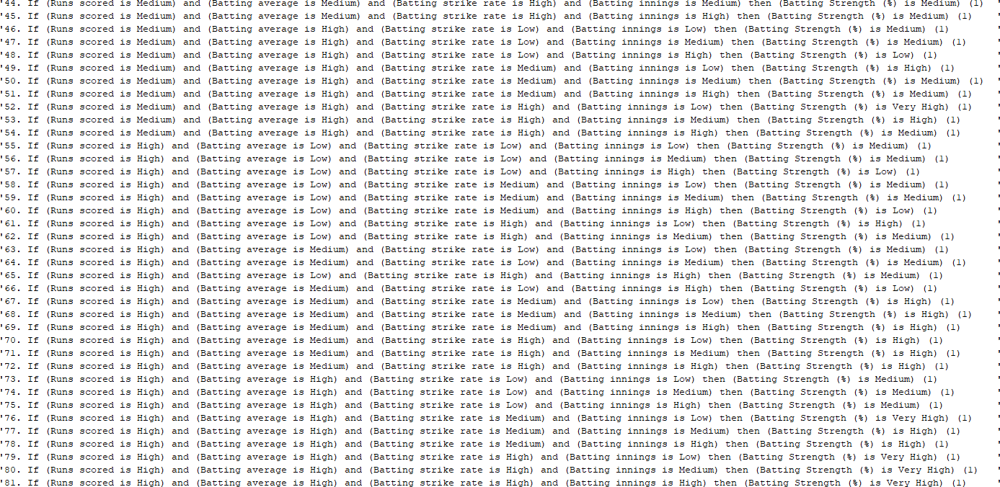 '44. If (Runs scored is Medium) and (Batting average is Medium) and (Batting strike rate is High) and (Batting innings is Medium) then (Batting Strength (%) is Medium) (1) '
'45. If (Runs scored is Medium) and (Batting average is Medium) and (Batting strike rate is High) and (Batting innings is High) then (Batting Strength (%) is Medium) (1) '
'46. If (Runs scored is Medium) and (Batting average is High) and (Batting strike rate is Low) and (Batting innings is Low) then (Batting Strength (%) is Medium) (1) '
'47. If (Runs scored is Medium) and (Batting average is High) and (Batting strike rate is Low) and (Batting innings is Medium) then (Batting Strength (%) is Medium) (1) '
'48. If (Runs scored is Medium) and (Batting average is High) and (Batting strike rate is Low) and (Batting innings is High) then (Batting Strength (%) is Low) (1) '
'49. If (Runs scored is Medium) and (Batting average is High) and (Batting strike rate is Medium) and (Batting innings is Low) then (Batting Strength (%) is High) (1) '
'50. If (Runs scored is Medium) and (Batting average is High) and (Batting strike rate is Medium) and (Batting innings is Medium) then (Batting Strength (%) is Medium) (1) '
'51. If (Runs scored is Medium) and (Batting average is High) and (Batting strike rate is Medium) and (Batting innings is High) then (Batting Strength (%) is Medium) (1) '
'52. If (Runs scored is Medium) and (Batting average is High) and (Batting strike rate is High) and (Batting innings is Low) then (Batting Strength (%) is Very High) (1) '
'53. If (Runs scored is Medium) and (Batting average is High) and (Batting strike rate is High) and (Batting innings is Medium) then (Batting Strength (%) is High) (1) '
'54. If (Runs scored is Medium) and (Batting average is High) and (Batting strike rate is High) and (Batting innings is High) then (Batting Strength (%) is Medium) (1) '
'55. If (Runs scored is High) and (Batting average is Low) and (Batting strike rate is Low) and (Batting innings is Low) then (Batting Strength (%) is Medium) (1) '
'56. If (Runs scored is High) and (Batting average is Low) and (Batting strike rate is Low) and (Batting innings is Medium) then (Batting Strength (%) is Medium) (1) '
'57. If (Runs scored is High) and (Batting average is Low) and (Batting strike rate is Low) and (Batting innings is High) then (Batting Strength (%) is Low) (1) '
'58. If (Runs scored is High) and (Batting average is Low) and (Batting strike rate is Medium) and (Batting innings is Low) then (Batting Strength (%) is Medium) (1) '
'59. If (Runs scored is High) and (Batting average is Low) and (Batting strike rate is Medium) and (Batting innings is Medium) then (Batting Strength (%) is Medium) (1) '
'60. If (Runs scored is High) and (Batting average is Low) and (Batting strike rate is Medium) and (Batting innings is High) then (Batting Strength (%) is Low) (1) '
'61. If (Runs scored is High) and (Batting average is Low) and (Batting strike rate is High) and (Batting innings is Low) then (Batting Strength (%) is High) (1) '
'62. If (Runs scored is High) and (Batting average is Low) and (Batting strike rate is High) and (Batting innings is Medium) then (Batting Strength (%) is Medium) (1) '
'63. If (Runs scored is High) and (Batting average is Medium) and (Batting strike rate is Low) and (Batting innings is Low) then (Batting Strength (%) is Medium) (1) '
'64. If (Runs scored is High) and (Batting average is Medium) and (Batting strike rate is Low) and (Batting innings is Medium) then (Batting Strength (%) is Medium) (1) '
'65. If (Runs scored is High) and (Batting average is Low) and (Batting strike rate is High) and (Batting innings is High) then (Batting Strength (%) is Medium) (1) '
'66. If (Runs scored is High) and (Batting average is Medium) and (Batting strike rate is Low) and (Batting innings is High) then (Batting Strength (%) is Low) (1) '
'67. If (Runs scored is High) and (Batting average is Medium) and (Batting strike rate is Medium) and (Batting innings is Low) then (Batting Strength (%) is High) (1) '
'68. If (Runs scored is High) and (Batting average is Medium) and (Batting strike rate is Medium) and (Batting innings is Medium) then (Batting Strength (%) is High) (1) '
'69. If (Runs scored is High) and (Batting average is Medium) and (Batting strike rate is Medium) and (Batting innings is High) then (Batting Strength (%) is High) (1) '
'70. If (Runs scored is High) and (Batting average is Medium) and (Batting strike rate is High) and (Batting innings is Low) then (Batting Strength (%) is High) (1) '
'71. If (Runs scored is High) and (Batting average is Medium) and (Batting strike rate is High) and (Batting innings is Medium) then (Batting Strength (%) is High) (1) '
'72. If (Runs scored is High) and (Batting average is Medium) and (Batting strike rate is High) and (Batting innings is High) then (Batting Strength (%) is High) (1) '
'73. If (Runs scored is High) and (Batting average is High) and (Batting strike rate is Low) and (Batting innings is Low) then (Batting Strength (%) is Medium) (1) '
'74. If (Runs scored is High) and (Batting average is High) and (Batting strike rate is Low) and (Batting innings is Medium) then (Batting Strength (%) is Medium) (1) '
'75. If (Runs scored is High) and (Batting average is High) and (Batting strike rate is Low) and (Batting innings is High) then (Batting Strength (%) is Medium) (1) '
'76. If (Runs scored is High) and (Batting average is High) and (Batting strike rate is Medium) and (Batting innings is Low) then (Batting Strength (%) is Very High) (1) '
'77. If (Runs scored is High) and (Batting average is High) and (Batting strike rate is Medium) and (Batting innings is Medium) then (Batting Strength (%) is High) (1) '
'78. If (Runs scored is High) and (Batting average is High) and (Batting strike rate is Medium) and (Batting innings is High) then (Batting Strength (%) is High) (1) '
'79. If (Runs scored is High) and (Batting average is High) and (Batting strike rate is High) and (Batting innings is Low) then (Batting Strength (%) is Very High) (1) '
'80. If (Runs scored is High) and (Batting average is High) and (Batting strike rate is High) and (Batting innings is Medium) then (Batting Strength (%) is Very High) (1) '
'81. If (Runs scored is High) and (Batting average is High) and (Batting strike rate is High) and (Batting innings is High) then (Batting Strength (%) is Very High) (1) '